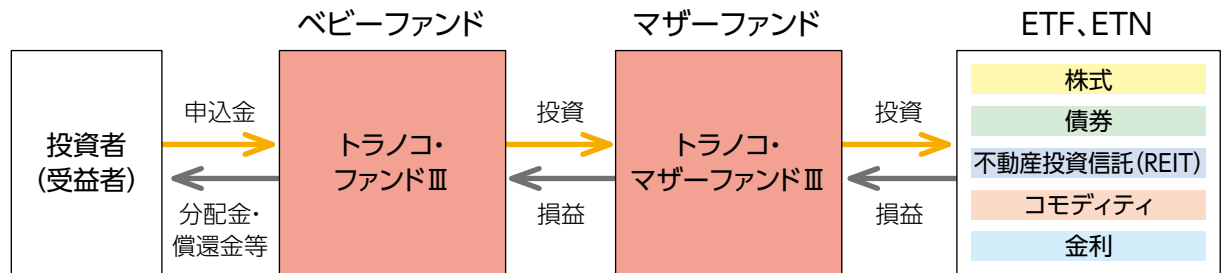 ベビーファンド
マザーファンド
ETF、ETN
投資者
(受益者)
申込金
分配金・
償還金等
トラノコ・
ファンドⅢ
投資
損益
トラノコ・
マザーファンドⅢ
投資
損益
株式
債券
不動産投資信託(REIT)
コモディティ
金利